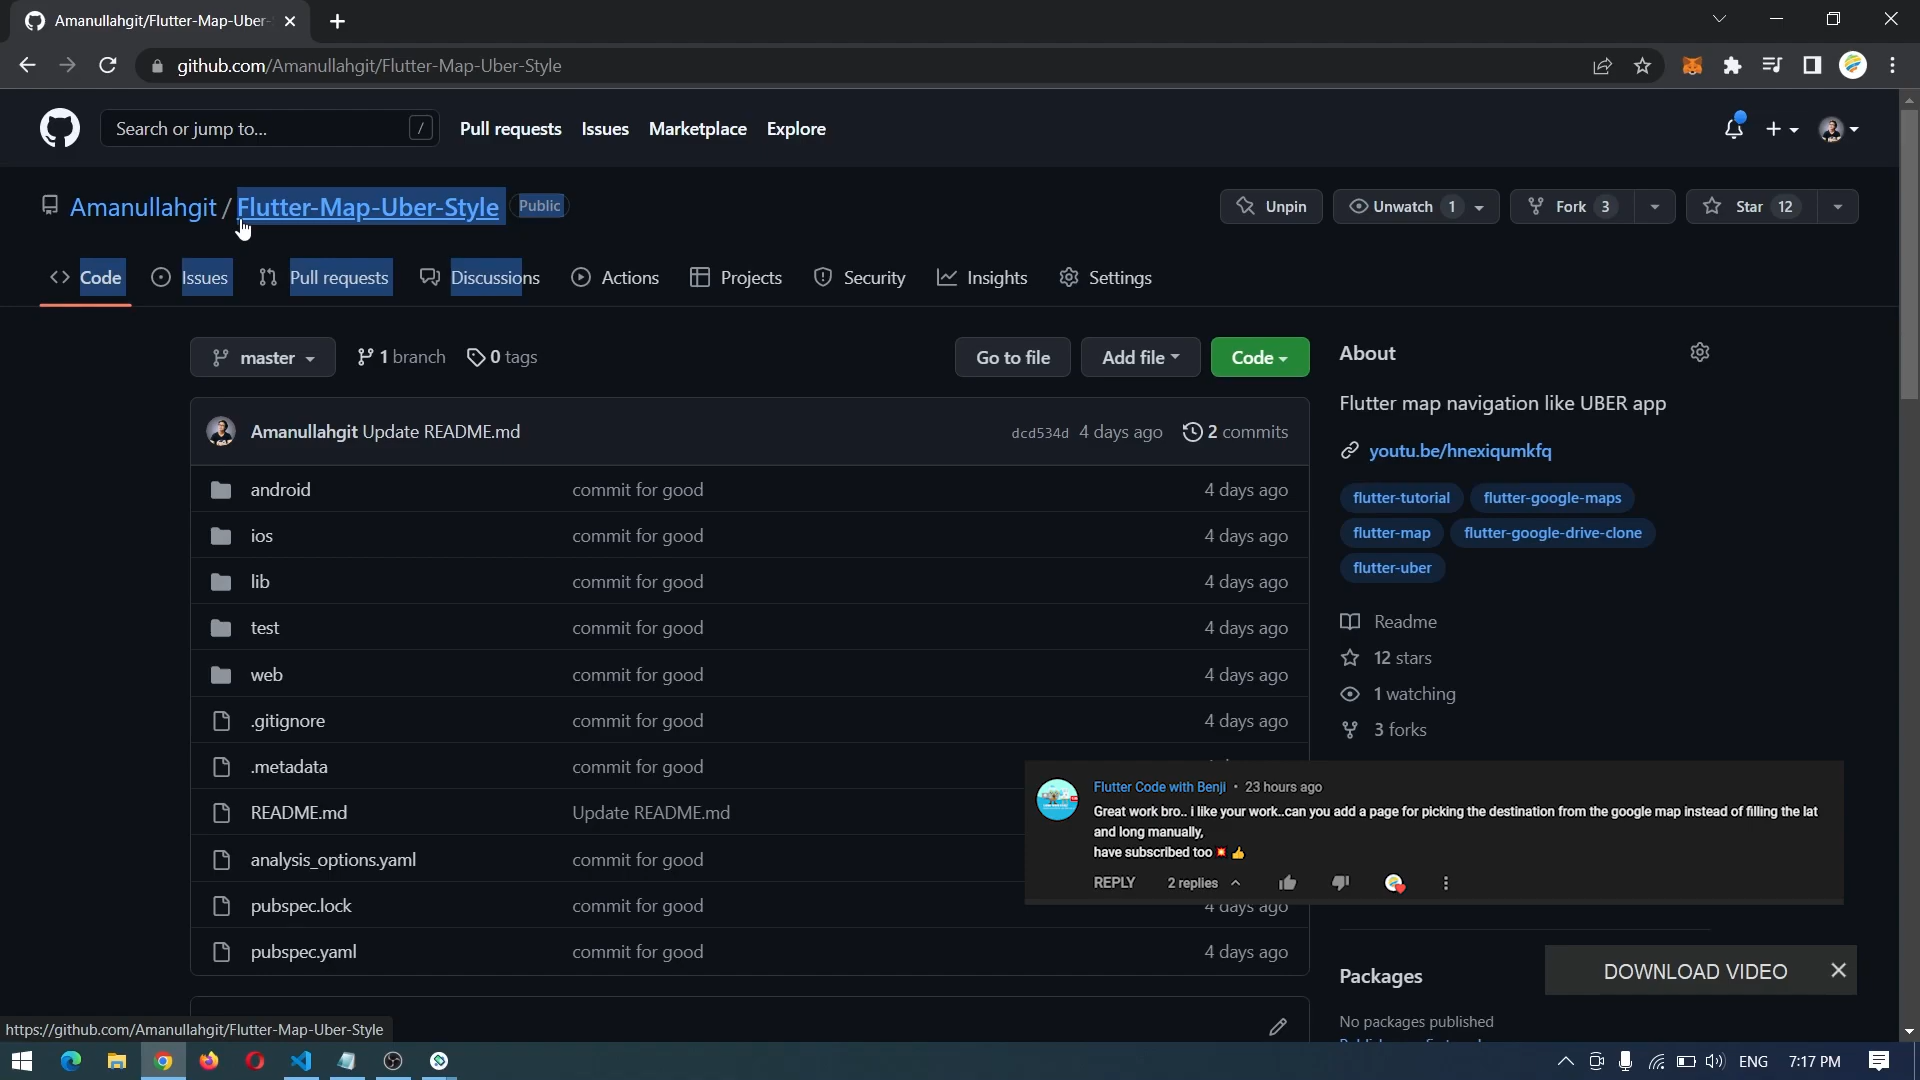 Amanullahgit/Flutter-Map-Uber-
github.com/Amanullahgit/Flutter-Map-Uber-Style
Search or jump to...
/
Pull requests
Issues
Marketplace
Explore
Amanullahgit / Flutter-Map-Uber-Style Public
Unpin
Unwatch 1
Fork 3
Star 12
Code
Issues
Pull requests
Discussions
Actions
Projects
Security
Insights
Settings
master
1 branch
0 tags
Go to file
Add file
Code
Amanullahgit Update README.md
dcd534d 4 days ago
2 commits
android commit for good 4 days ago
ios commit for good 4 days ago
lib commit for good 4 days ago
test commit for good 4 days ago
web commit for good 4 days ago
.gitignore commit for good 4 days ago
.metadata commit for good
README.md Update README.md
analysis_options.yaml commit for good
pubspec.lock commit for good 4 days ago
pubspec.yaml commit for good 4 days ago
About
Flutter map navigation like UBER app
youtu.be/hnexiqumkfq
flutter-tutorial flutter-google-maps
flutter-map flutter-google-drive-clone
flutter-uber
Readme
12 stars
1 watching
3 forks
Flutter Code with Benji • 23 hours ago
Great work bro.. i like your work..can you add a page for picking the destination from the google map instead of filling the lat
and long manually,
have subscribed too 💥 👍
REPLY 2 replies
Packages
No packages published
DOWNLOAD VIDEO
https://github.com/Amanullahgit/Flutter-Map-Uber-Style
ENG 7:17 PM